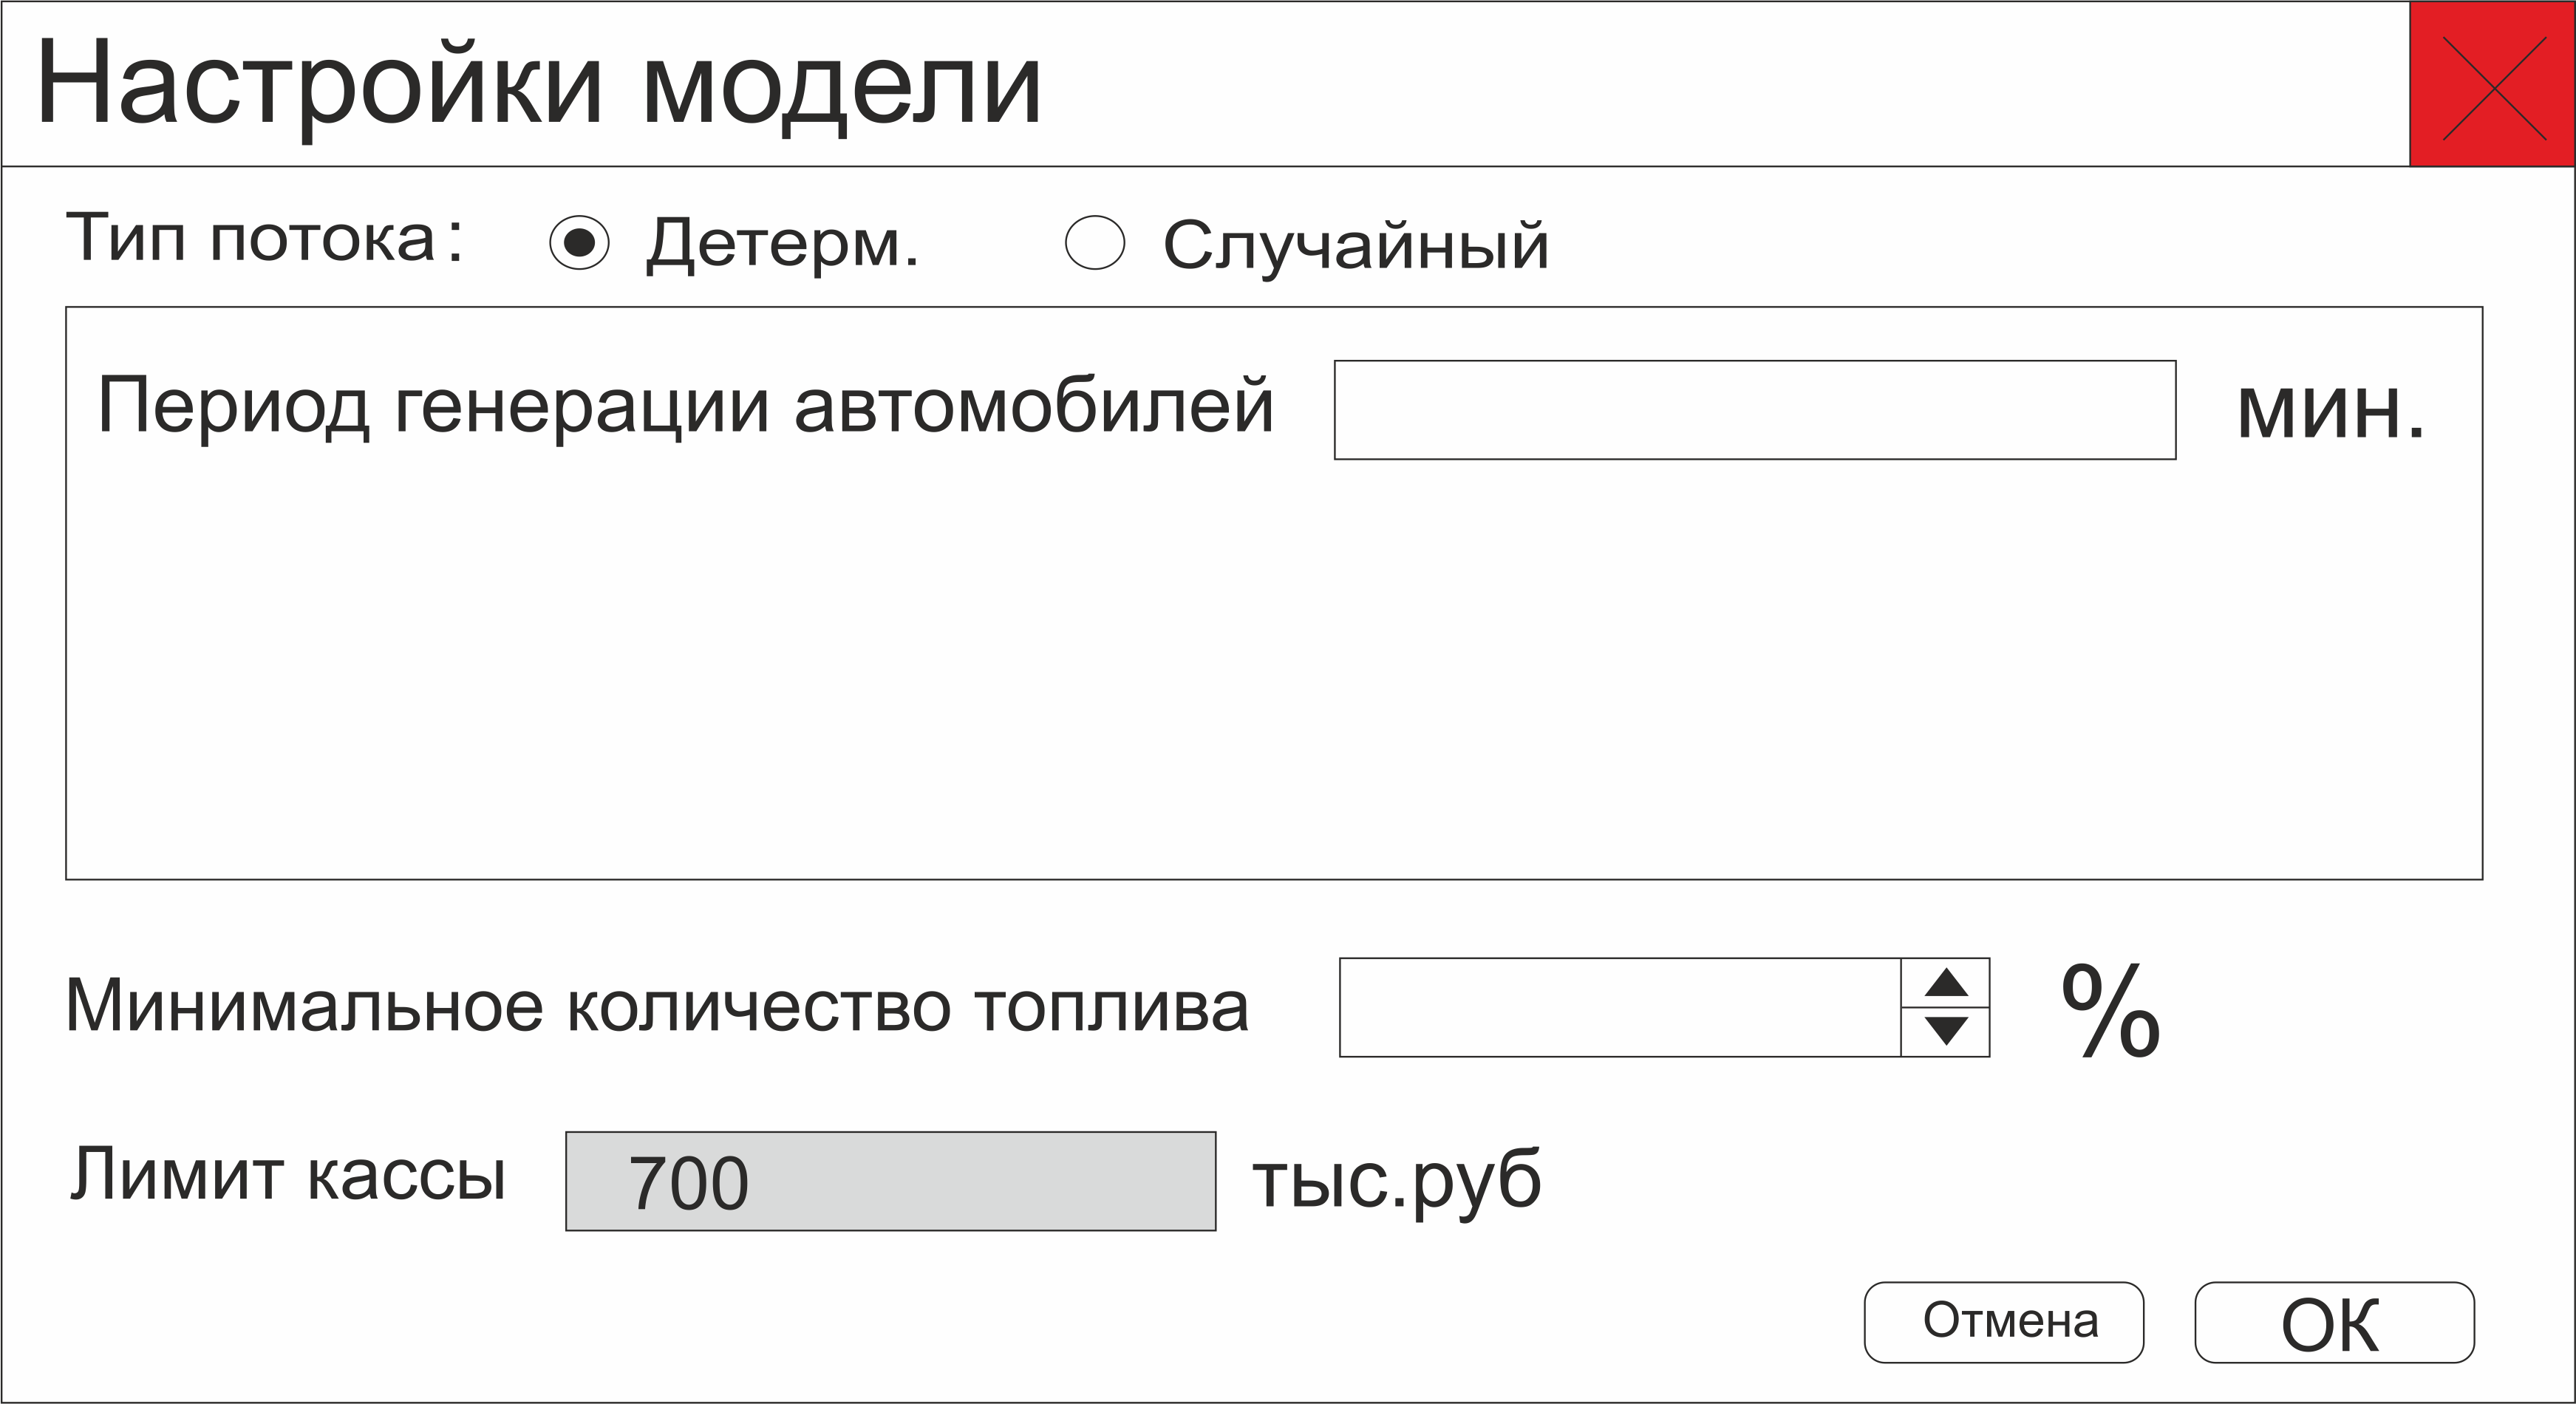 Настройки модели
Тип потока: Детерм. Случайный
Период генерации автомобилей мин.
Минимальное количество топлива %
Лимит кассы 700 тыс.руб
Отмена ОК